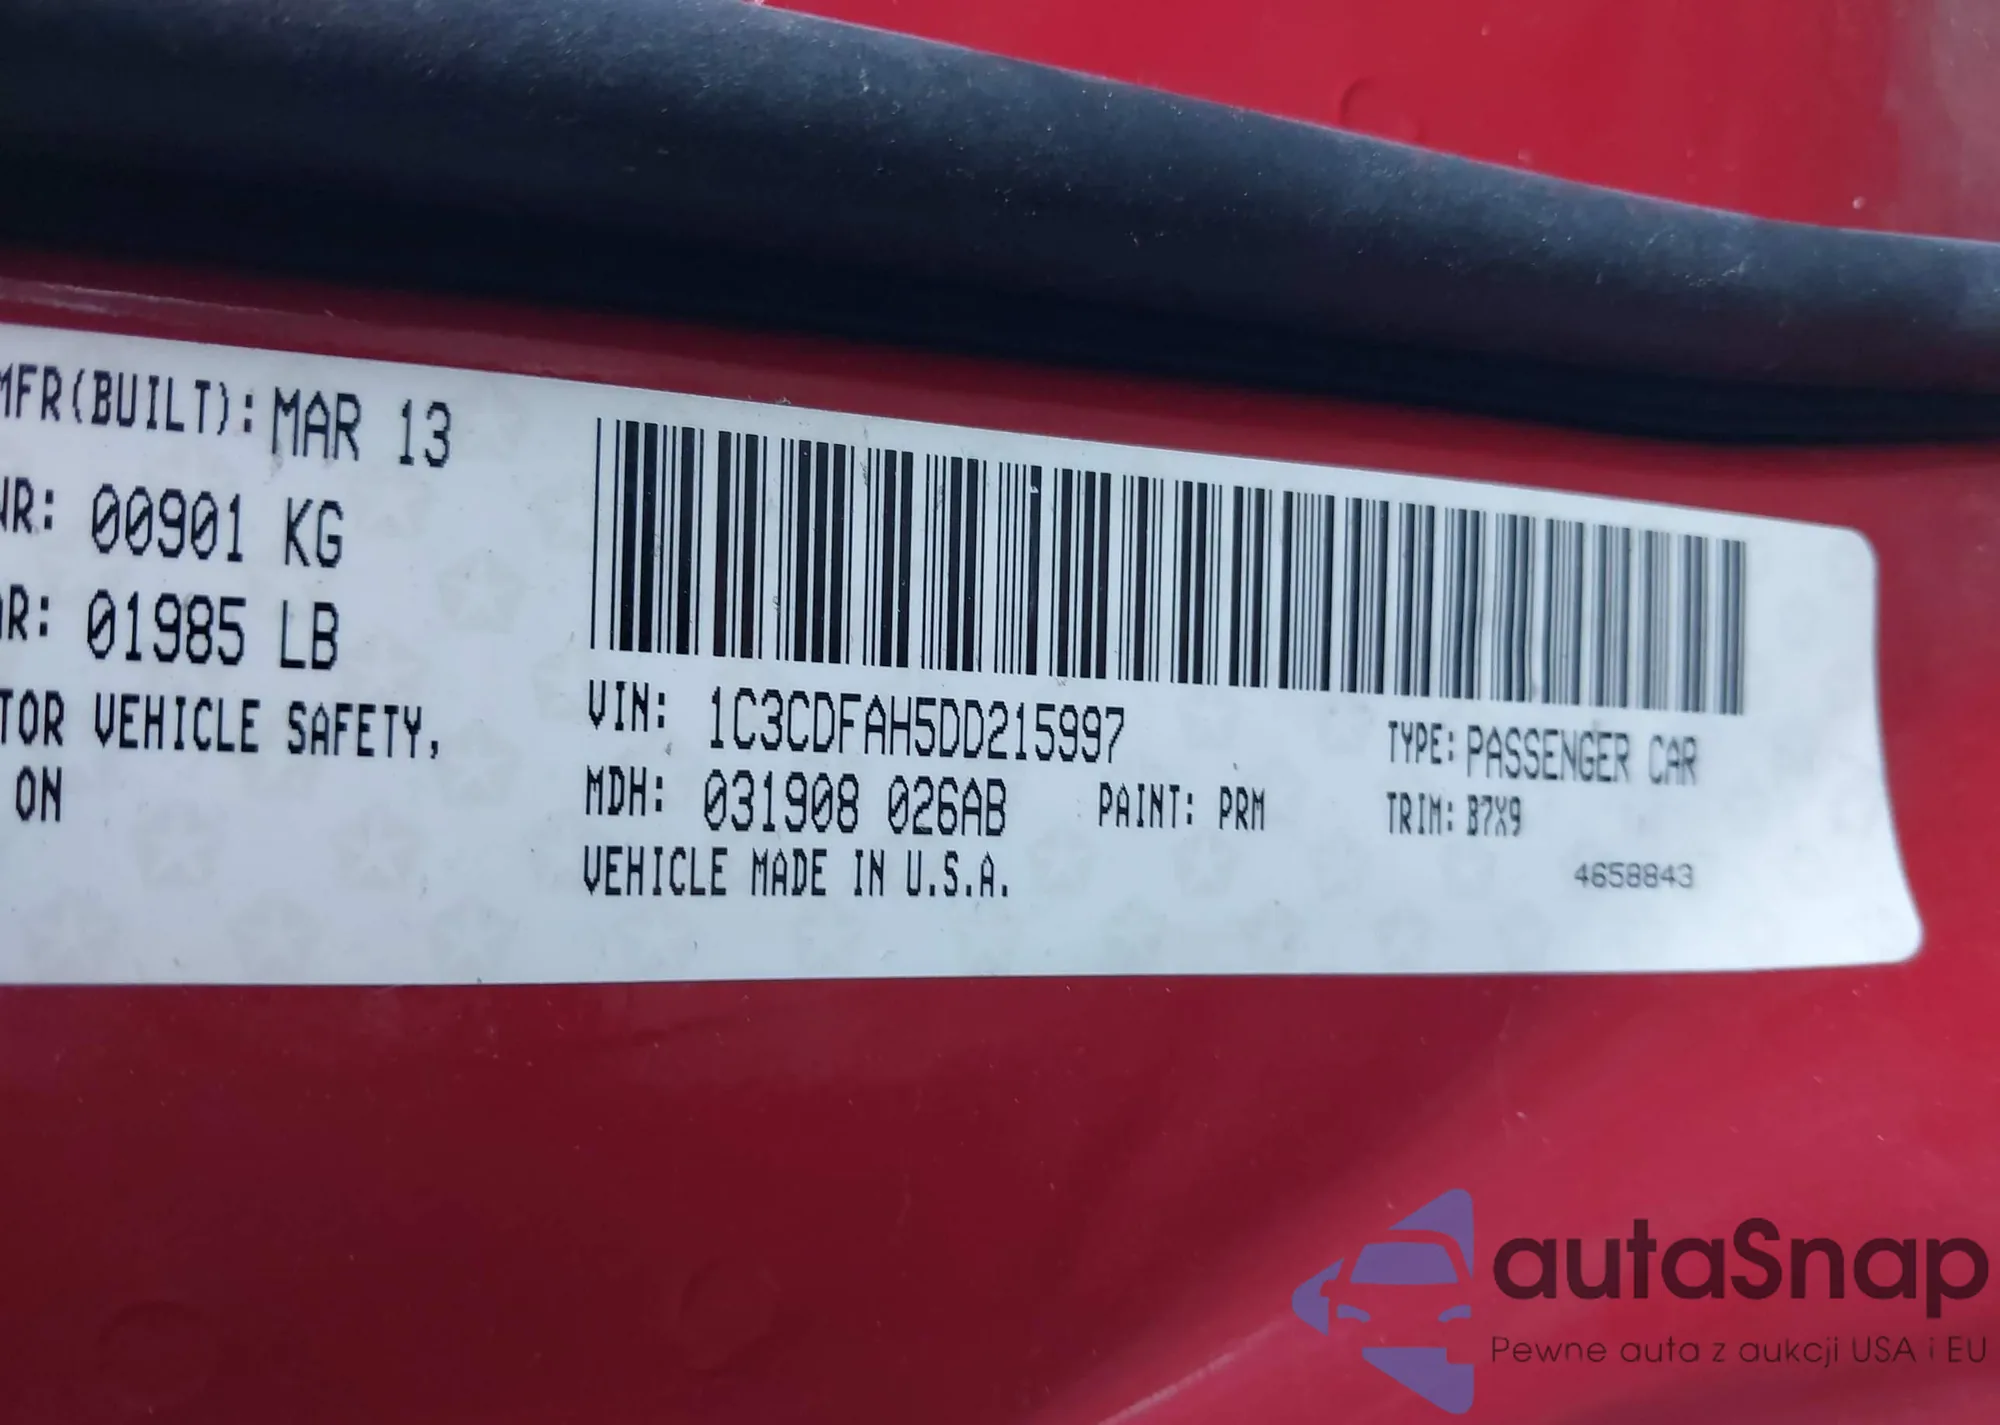 MFR(BUILT): MAR 13
WR: 00901 KG
R: 01985 LB
TOR VEHICLE SAFETY,
ON
VIN: 1C3CDFAH5DD215997
TYPE: PASSENGER CAR
MDH: 031908 026AB
PAINT: PRM
TRIM: B7X9
VEHICLE MADE IN U.S.A.
4658843
autaSnap
Pewne auta z aukcji USA i EU